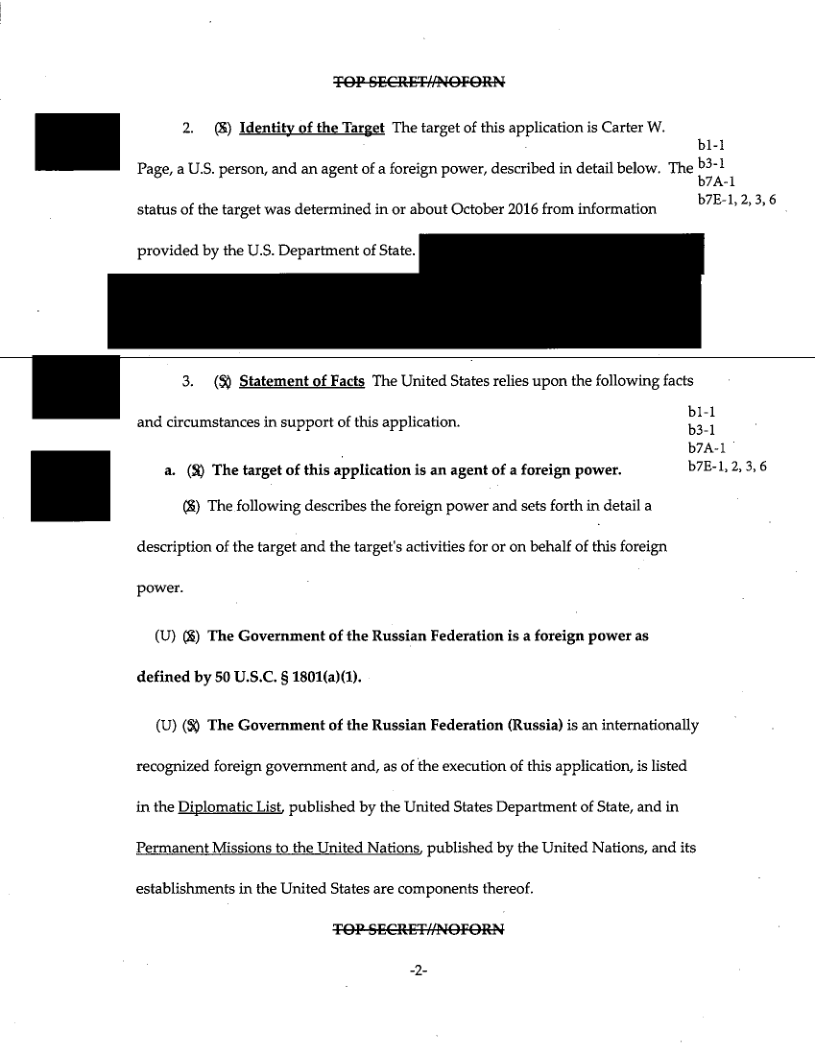 TOP SECRET//NOFORN
2. (S) Identity of the Target The target of this application is Carter W.
b1-1
Page, a U.S. person, and an agent of a foreign power, described in detail below. The
b3-1
b7A-1
b7E-1, 2, 3, 6
status of the target was determined in or about October 2016 from information
provided by the U.S. Department of State.
3. (S) Statement of Facts The United States relies upon the following facts
b1-1
and circumstances in support of this application.
b3-1
b7A-1
b7E-1, 2, 3, 6
a. (S) The target of this application is an agent of a foreign power.
(S) The following describes the foreign power and sets forth in detail a
description of the target and the target's activities for or on behalf of this foreign
power.
(U) (S) The Government of the Russian Federation is a foreign power as
defined by 50 U.S.C. § 1801(a)(1).
(U) (S) The Government of the Russian Federation (Russia) is an internationally
recognized foreign government and, as of the execution of this application, is listed
in the Diplomatic List, published by the United States Department of State, and in
Permanent Missions to the United Nations, published by the United Nations, and its
establishments in the United States are components thereof.
TOP SECRET//NOFORN
-2-